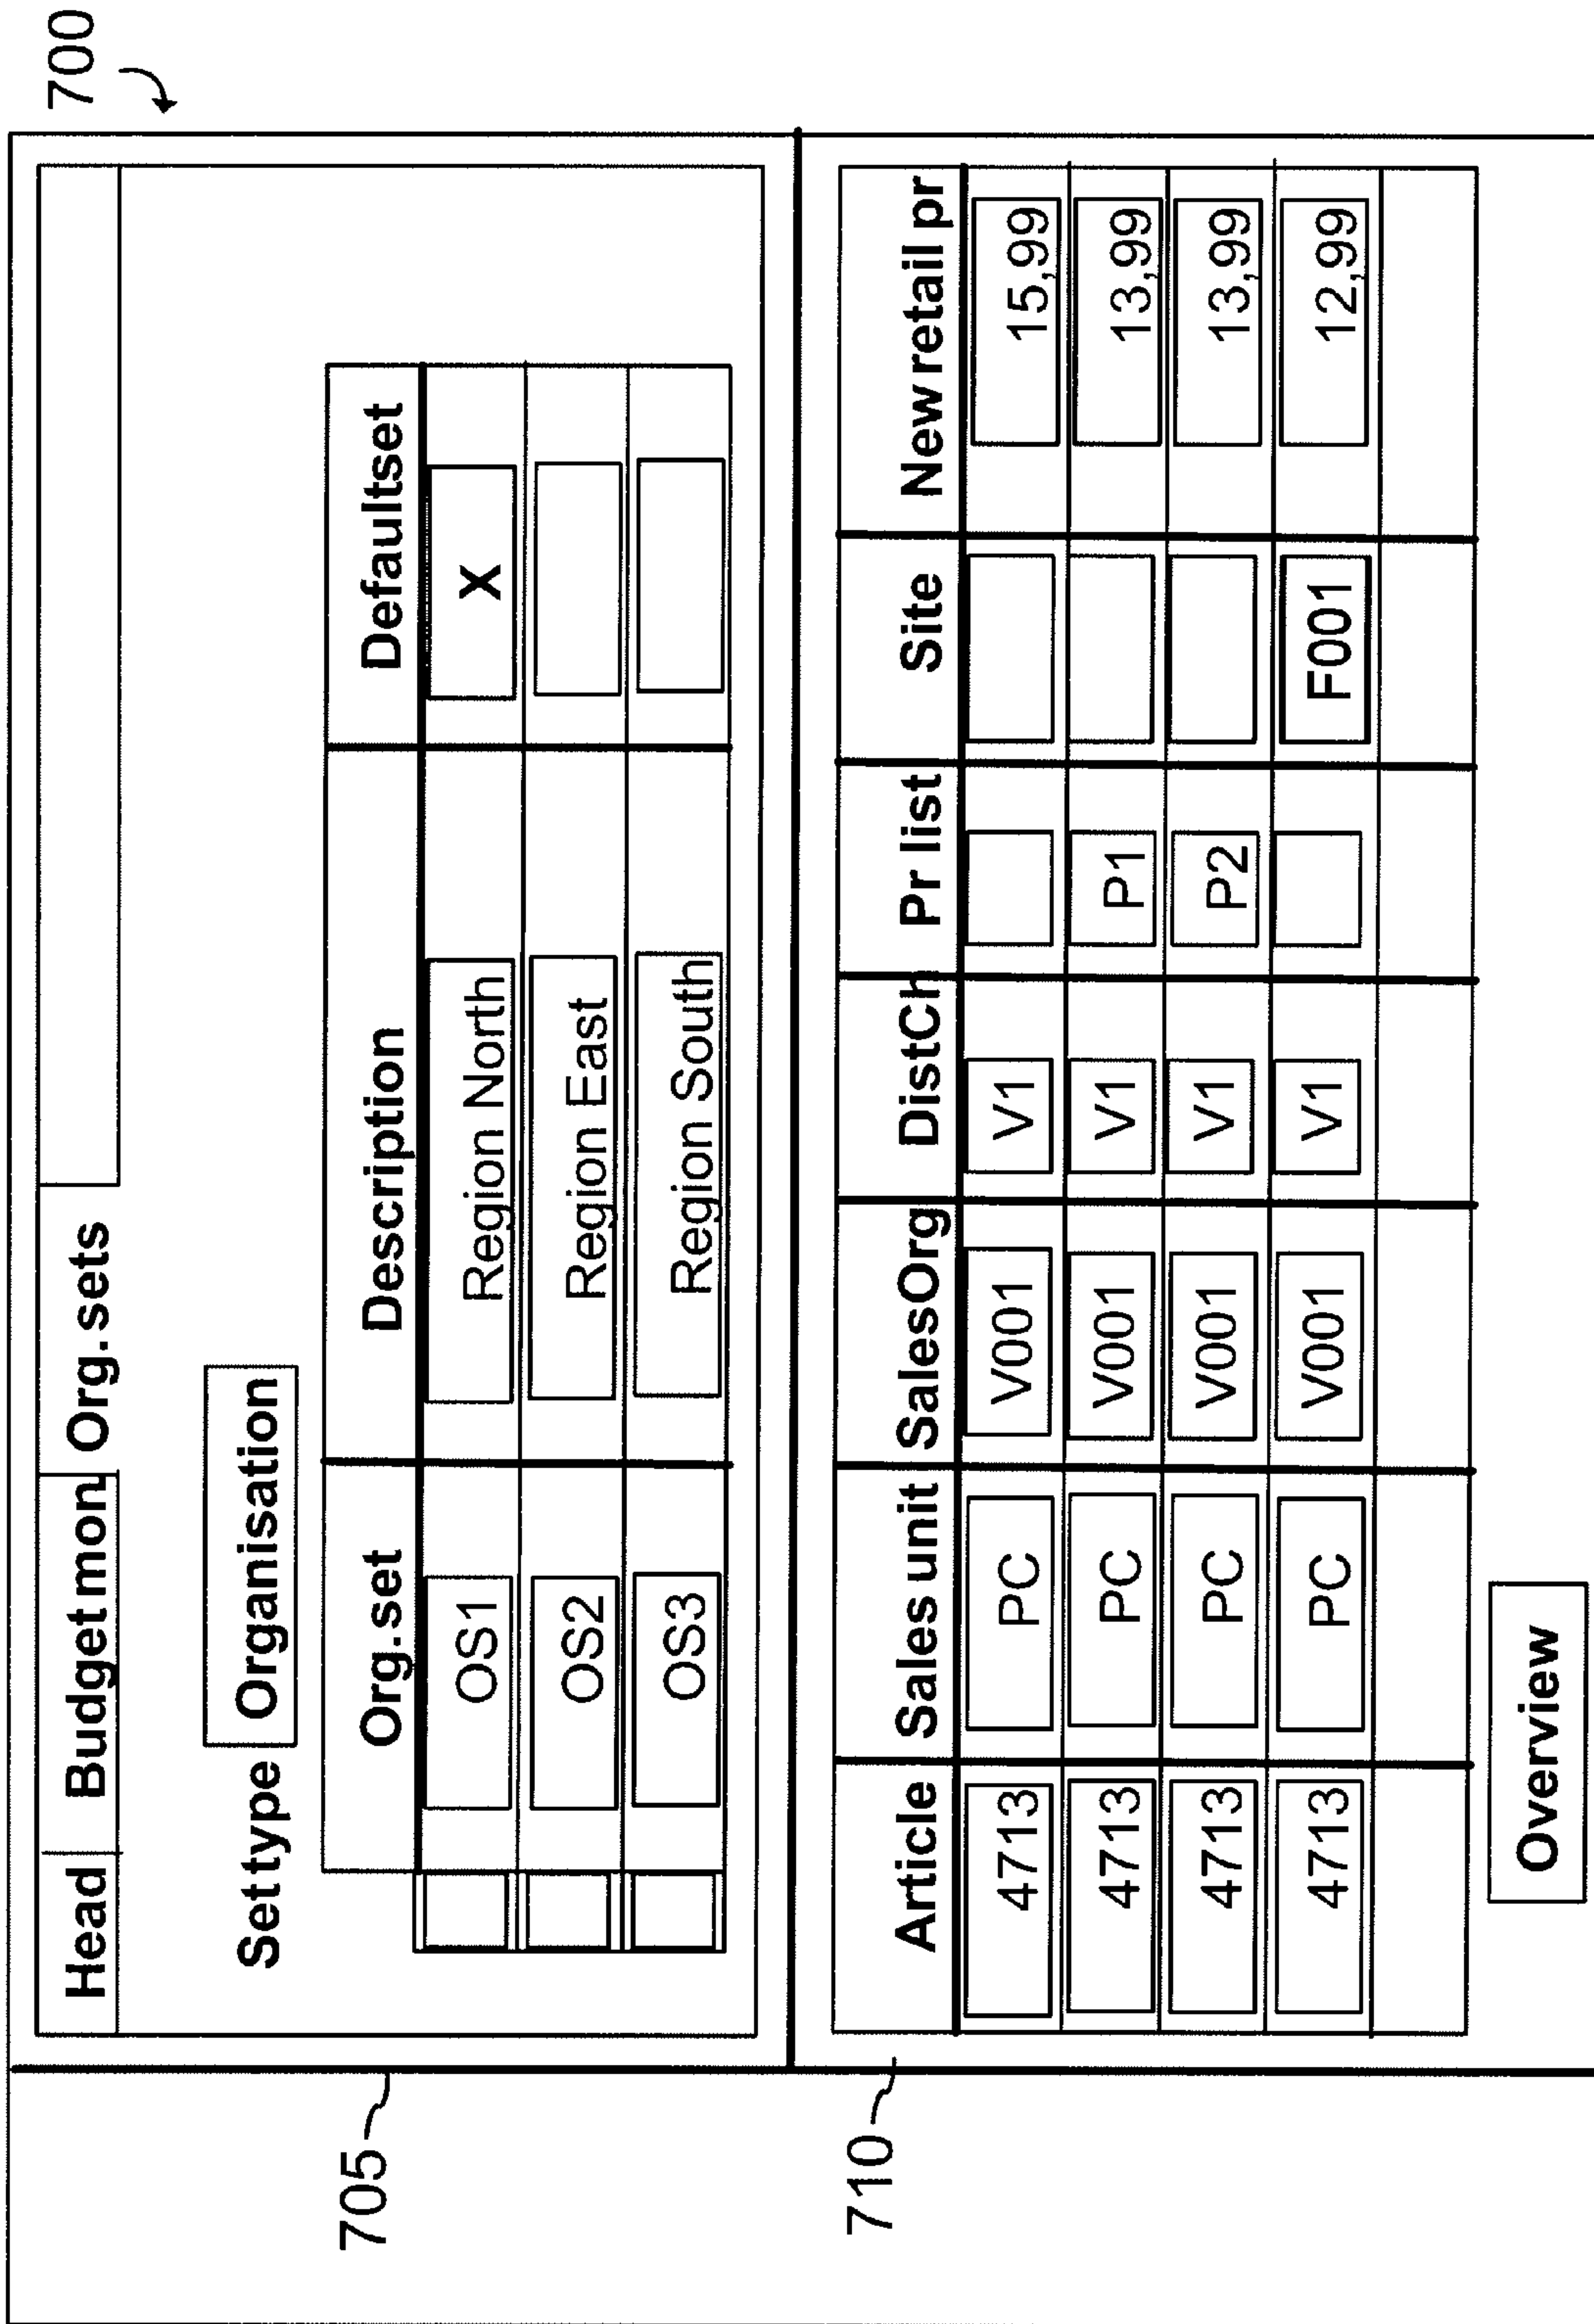 700
Head Budget mon Org.sets
Set type Organisation
Org.set Description Defaultset
OS1 Region North X
OS2 Region East
OS3 Region South
705
710
Article Sales unit SalesOrg DistCh Pr list Site New retail pr
4713 PC V001 V1 15,99
4713 PC V001 V1 P1 13,99
4713 PC V001 V1 P2 13,99
4713 PC V001 V1 F001 12,99
Overview